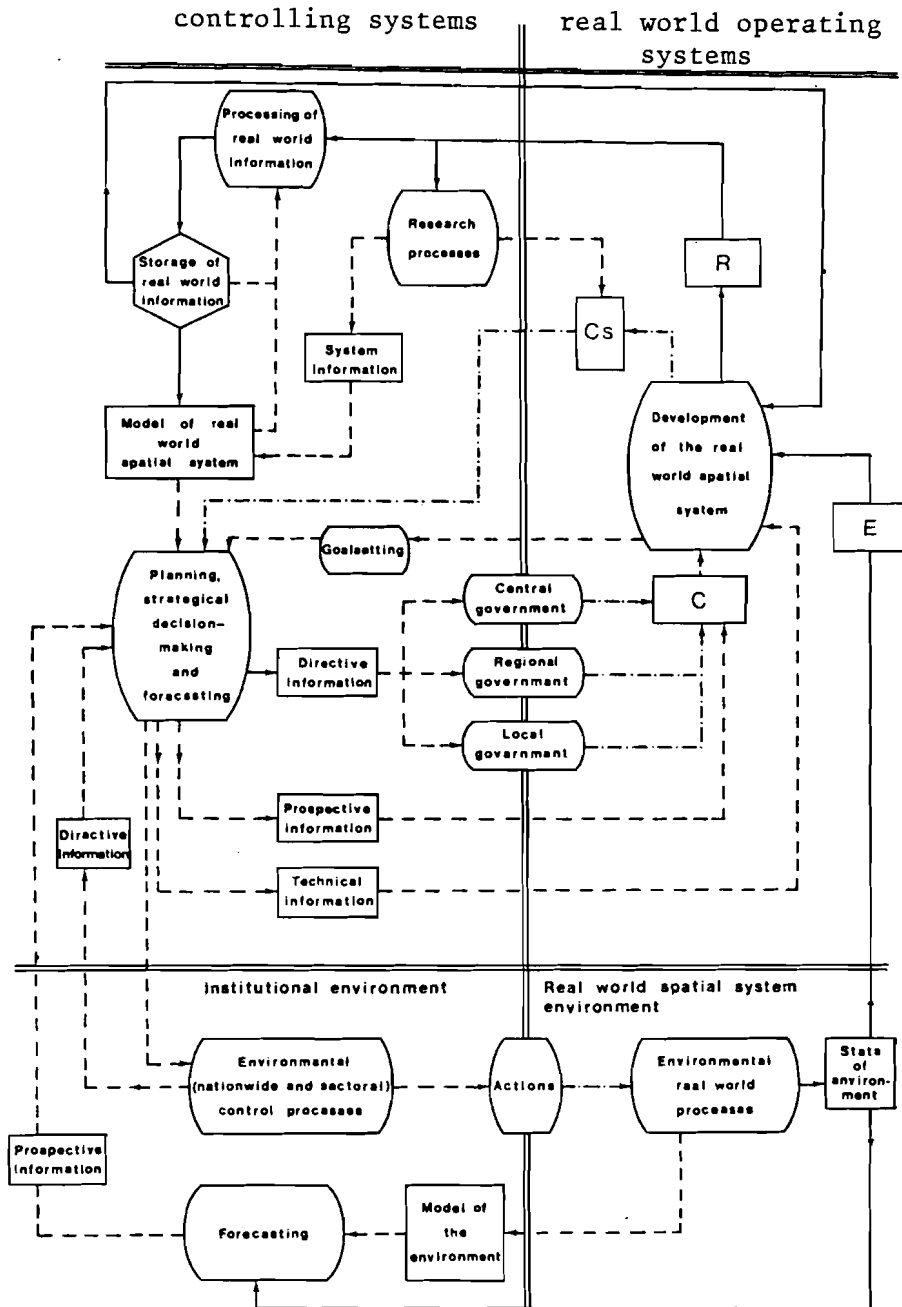 controlling systems
real world operating
systems
Processing of
real world
information
Research
processes
R
Storage of
real world
information
Cs
System
information
Model of real
world
spatial system
Development
of the real
world spatial
system
E
Goalsetting
Planning,
strategical
decision-
making
and
forecasting
Central
government
C
Directive
information
Regional
government
Local
government
Prospective
information
Diractive
information
Technical
information
Institutional environment
Real world spatial system
environment
Environmental
(nationwide and sectoral)
control processes
Actions
Environmental
real world
processes
State
of
anviron-
ment
Prospective
information
Forecasting
Model of
the
environment